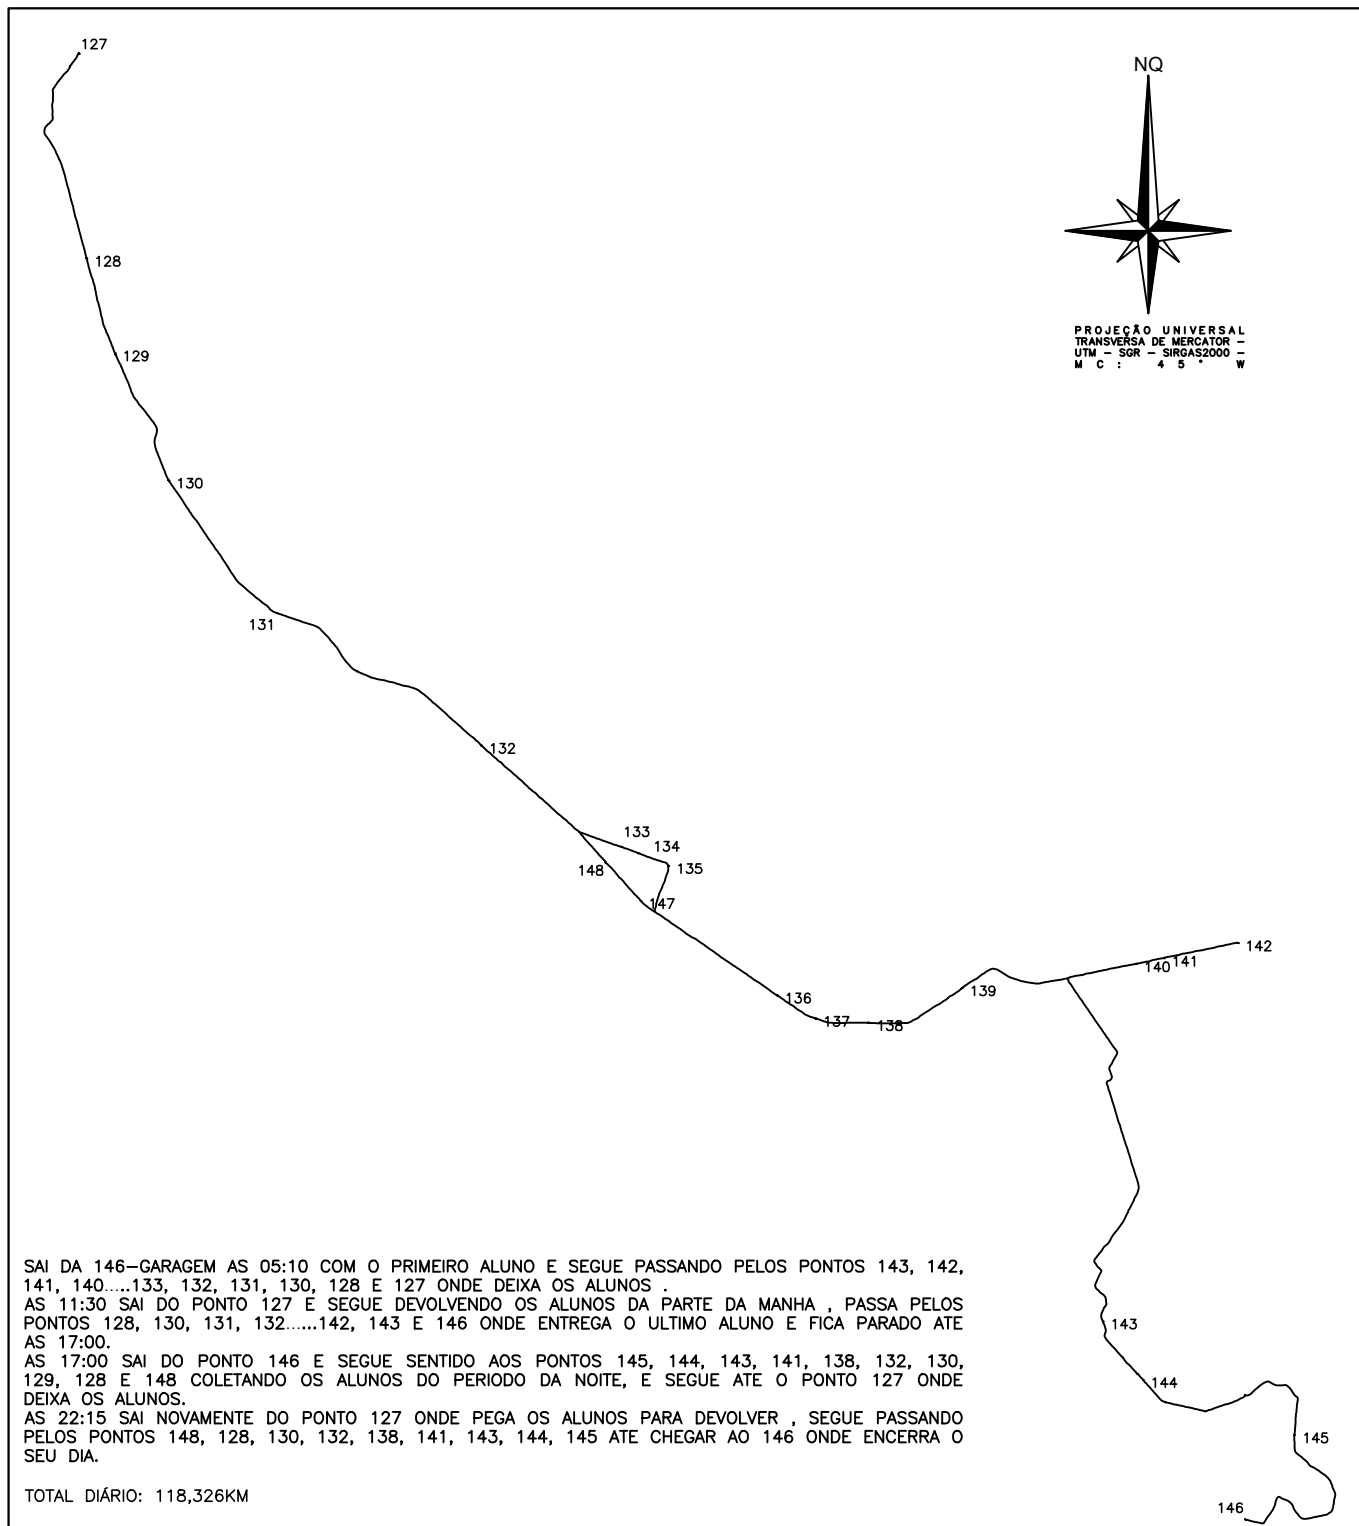 127
NQ
128
PROJEÇÃO UNIVERSAL
TRANSVERSA DE MERCATOR –
UTM – SGR – SIRGAS2000 –
M C : 4 5 ° W
129
130
131
132
133
134
148
135
147
142
141
140
139
136
137
138
SAI DA 146–GARAGEM AS 05:10 COM O PRIMEIRO ALUNO E SEGUE PASSANDO PELOS PONTOS 143, 142,
141, 140.....133, 132, 131, 130, 128 E 127 ONDE DEIXA OS ALUNOS .
AS 11:30 SAI DO PONTO 127 E SEGUE DEVOLVENDO OS ALUNOS DA PARTE DA MANHA , PASSA PELOS
PONTOS 128, 130, 131, 132......142, 143 E 146 ONDE ENTREGA O ULTIMO ALUNO E FICA PARADO ATE
AS 17:00.
AS 17:00 SAI DO PONTO 146 E SEGUE SENTIDO AOS PONTOS 145, 144, 143, 141, 138, 132, 130,
129, 128 E 148 COLETANDO OS ALUNOS DO PERIODO DA NOITE, E SEGUE ATE O PONTO 127 ONDE
DEIXA OS ALUNOS.
AS 22:15 SAI NOVAMENTE DO PONTO 127 ONDE PEGA OS ALUNOS PARA DEVOLVER , SEGUE PASSANDO
PELOS PONTOS 148, 128, 130, 132, 138, 141, 143, 144, 145 ATE CHEGAR AO 146 ONDE ENCERRA O
SEU DIA.
TOTAL DIÁRIO: 118,326KM
143
144
145
146